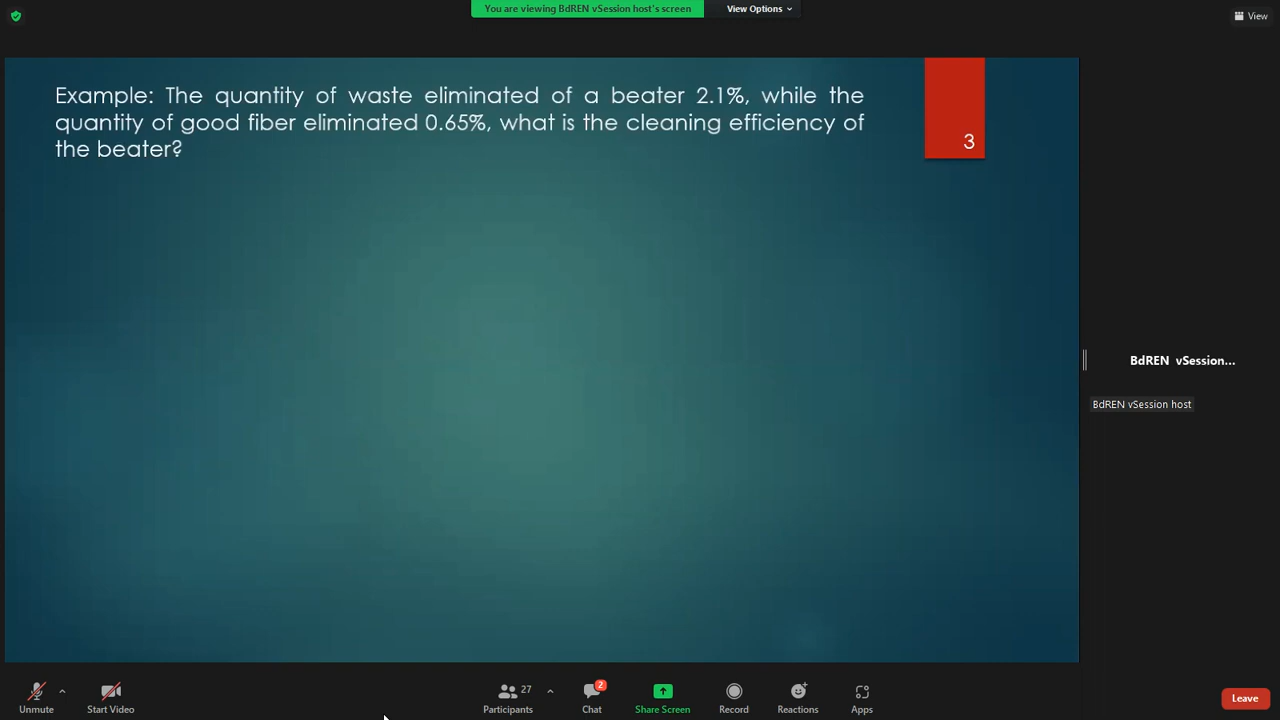 You are viewing BdREN vSession host's screen
View Options
View
Example: The quantity of waste eliminated of a beater 2.1%, while the
quantity of good fiber eliminated 0.65%, what is the cleaning efficiency of
the beater?
3
BdREN vSession...
BdREN vSession host
Unmute
Start Video
27
Participants
2
Chat
Share Screen
Record
Reactions
Apps
Leave